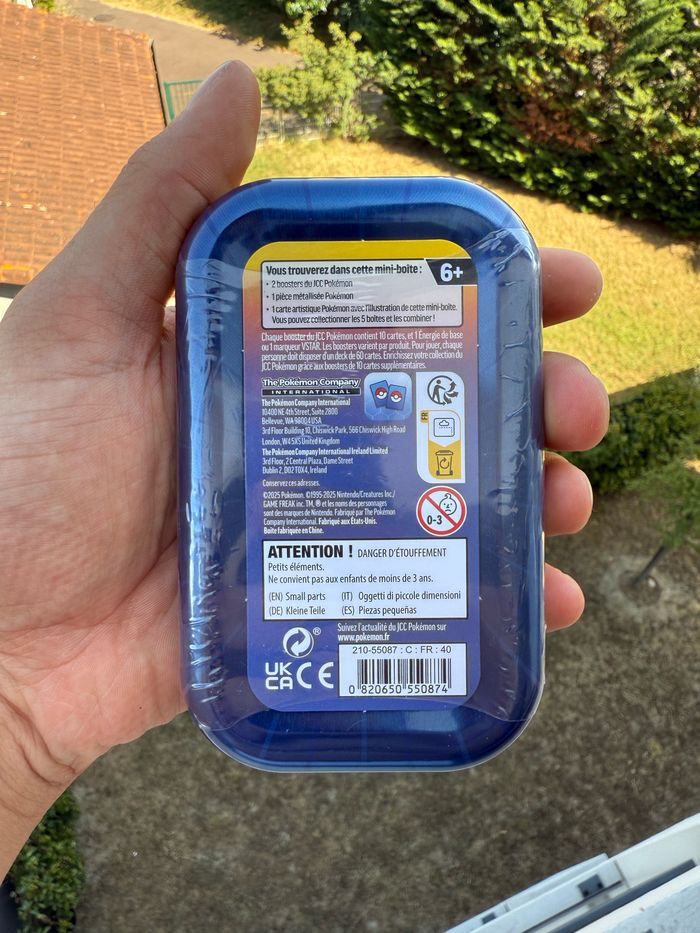 Vous trouverez dans cette mini-boîte :
6+
• 2 boosters du JCC Pokémon
• 1 pièce métallisée Pokémon
• 1 carte artistique Pokémon avec l'illustration de cette mini-boîte.
Vous pouvez collectionner les 5 boîtes et les combiner !
Chaque booster du JCC Pokémon contient 10 cartes, et 1 Énergie de base
ou 1 marqueur VSTAR. Les boosters varient par produit. Pour jouer, chaque
personne doit disposer d'un deck de 60 cartes. Enrichissez votre collection du
JCC Pokémon grâce aux boosters de 10 cartes supplémentaires.
The Pokémon Company
INTERNATIONAL
The Pokémon Company International
10400 NE 4th Street, Suite 2800
Bellevue, WA 98004 USA
3rd Floor Building 10, Chiswick Park, 566 Chiswick High Road
London, W4 5XS United Kingdom
The Pokémon Company International Ireland Limited
3rd Floor, 2 Central Plaza, Dame Street
Dublin 2, D02 T0X4, Ireland
FR
Conservez ces adresses.
©2025 Pokémon. ©1995-2025 Nintendo/Creatures Inc./
GAME FREAK inc. TM, ® et les noms des personnages
sont des marques de Nintendo. Fabriqué par The Pokémon
Company International. Fabriqué aux États-Unis.
Boîte fabriquée en Chine.
0-3
ATTENTION ! DANGER D'ÉTOUFFEMENT
Petits éléments.
Ne convient pas aux enfants de moins de 3 ans.
(EN) Small parts (IT) Oggetti di piccole dimensioni
(DE) Kleine Teile (ES) Piezas pequeñas
Suivez l'actualité du JCC Pokémon sur
www.pokemon.fr
®
UK
CA CE
210-55087 : C : FR : 40
0 820650 550874